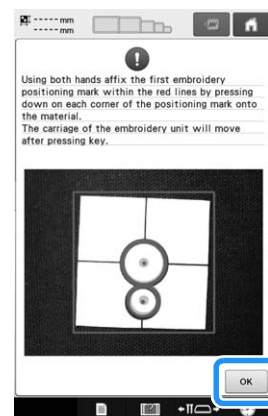 ----- mm
----- mm
Using both hands affix the first embroidery
positioning mark within the red lines by pressing
down on each corner of the positioning mark onto
the material.
The carriage of the embroidery unit will move
after pressing key.
OK